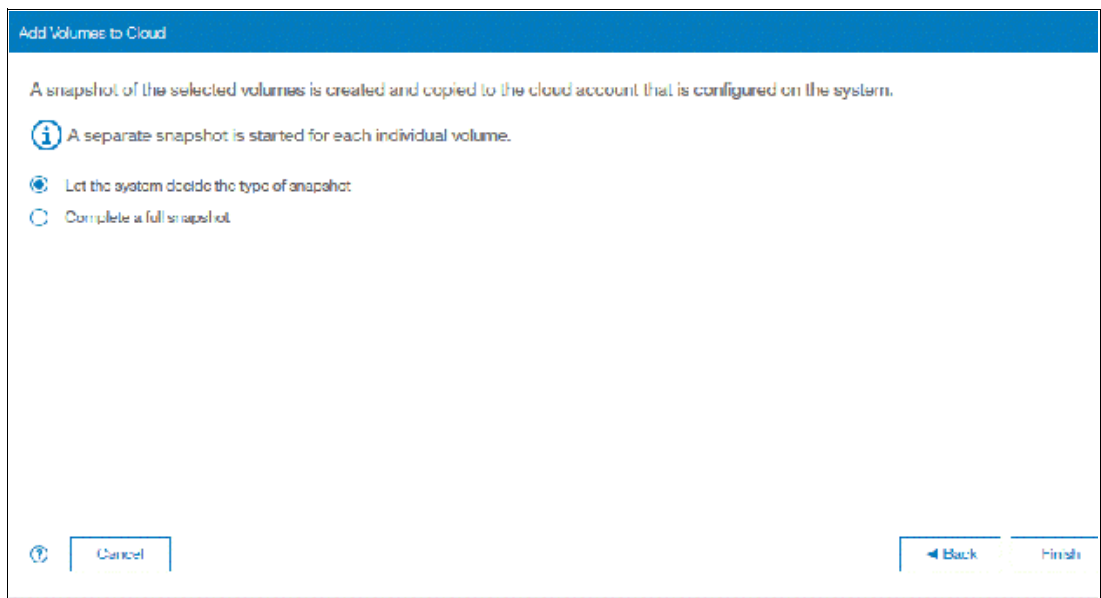 Add Volumes to Cloud
A snapshot of the selected volumes is created and copied to the cloud account that is configured on the system.
A separate snapshot is started for each individual volume.
Let the system decide the type of snapshot
Complete a full snapshot
Cancel
Back
Finish